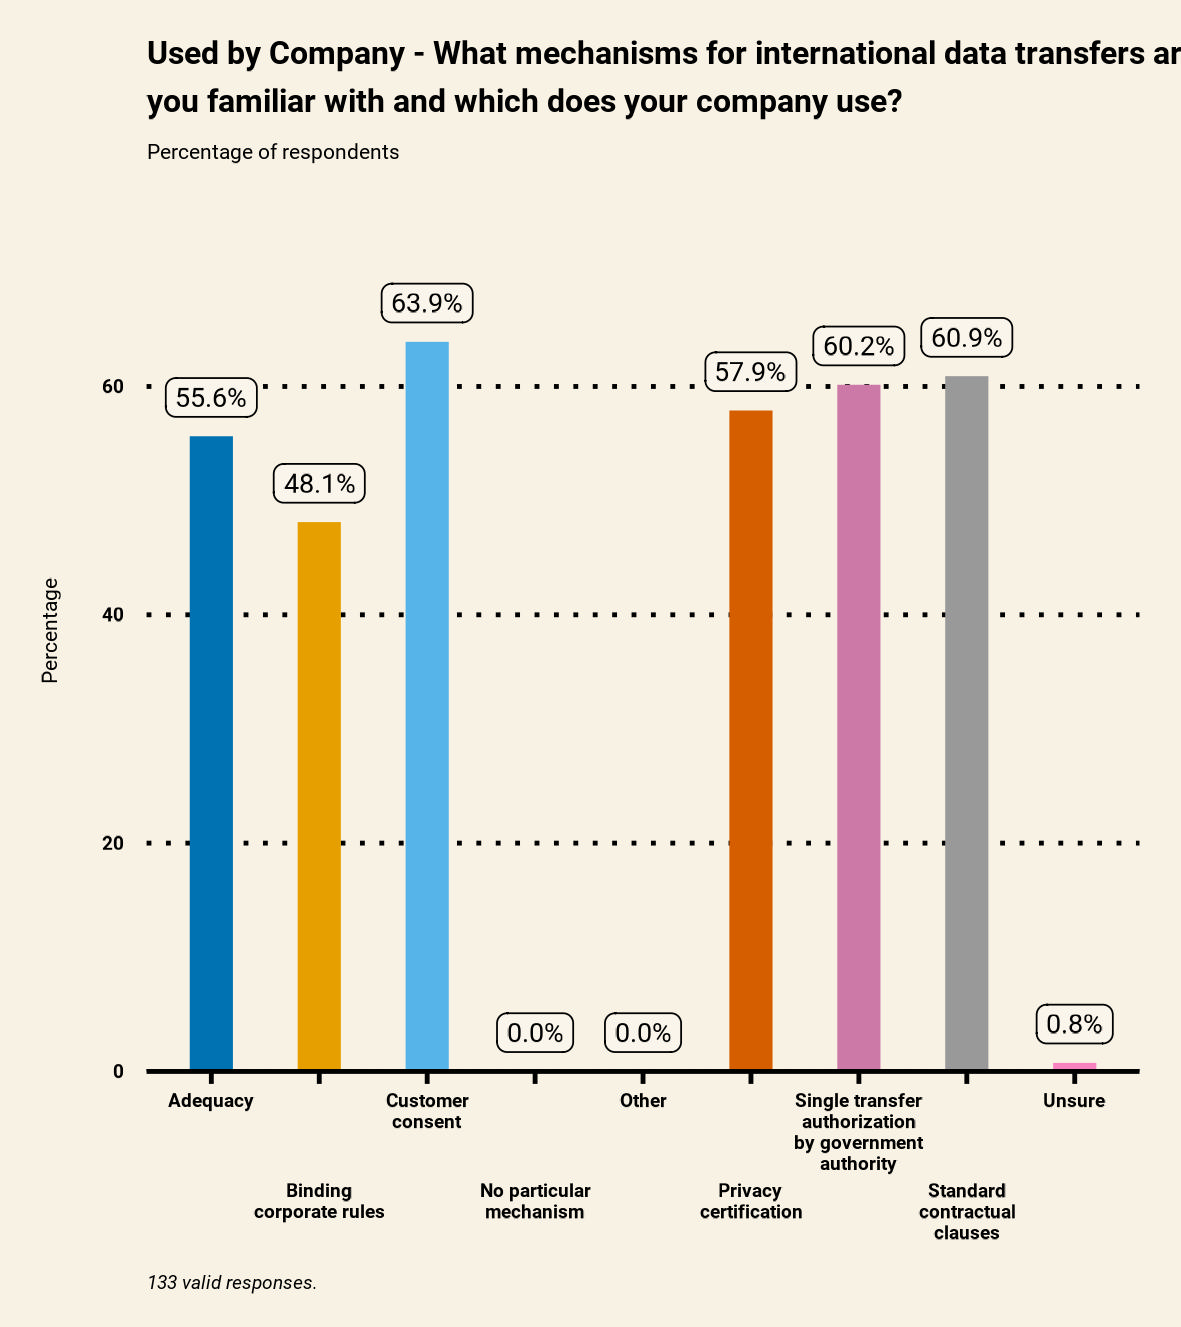 Used by Company - What mechanisms for international data transfers ar
you familiar with and which does your company use?
Percentage of respondents
63.9%
60.9%
60.2%
57.9%
55.6%
48.1%
0.0%
0.0%
0.8%
60
40
20
0
Percentage
Adequacy
Binding
corporate rules
Customer
consent
No particular
mechanism
Other
Privacy
certification
Single transfer
authorization
by government
authority
Standard
contractual
clauses
Unsure
133 valid responses.